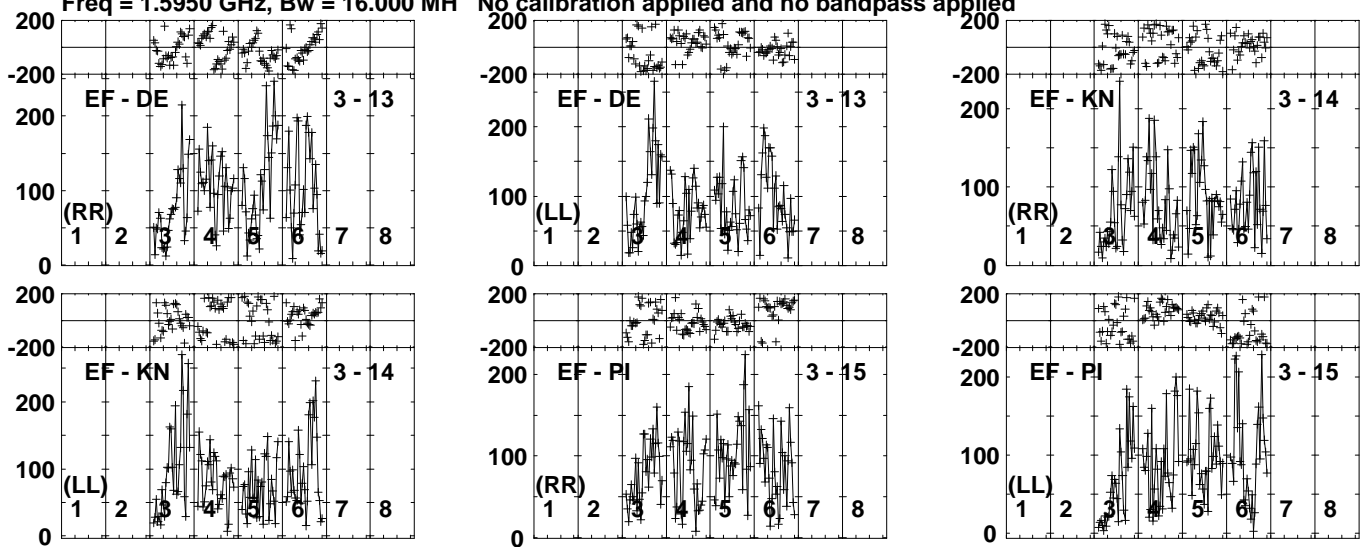 Freq = 1.5950 GHz, Bw = 16.000 MH No calibration applied and no bandpass applied
200
-200
EF - DE 3 - 13
200
100
0
(RR)
1 2 3 4 5 6 7 8
EF - DE 3 - 13
200
100
0
(LL)
1 2 3 4 5 6 7 8
200
-200
EF - KN 3 - 14
200
100
0
(RR)
1 2 3 4 5 6 7 8
200
-200
EF - KN 3 - 14
200
100
0
(LL)
1 2 3 4 5 6 7 8
200
-200
EF - PI 3 - 15
200
100
0
(RR)
1 2 3 4 5 6 7 8
200
-200
EF - PI 3 - 15
200
100
0
(LL)
1 2 3 4 5 6 7 8